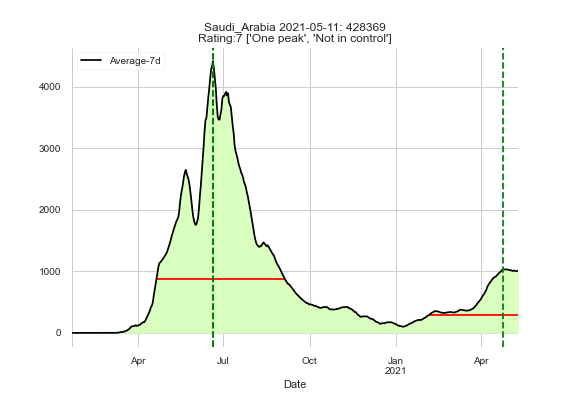 Saudi_Arabia 2021-05-11: 428369
Rating:7 ['One peak', 'Not in control']
Average-7d
4000
3000
2000
1000
0
Apr
Jul
Oct
Jan
2021
Apr
Date